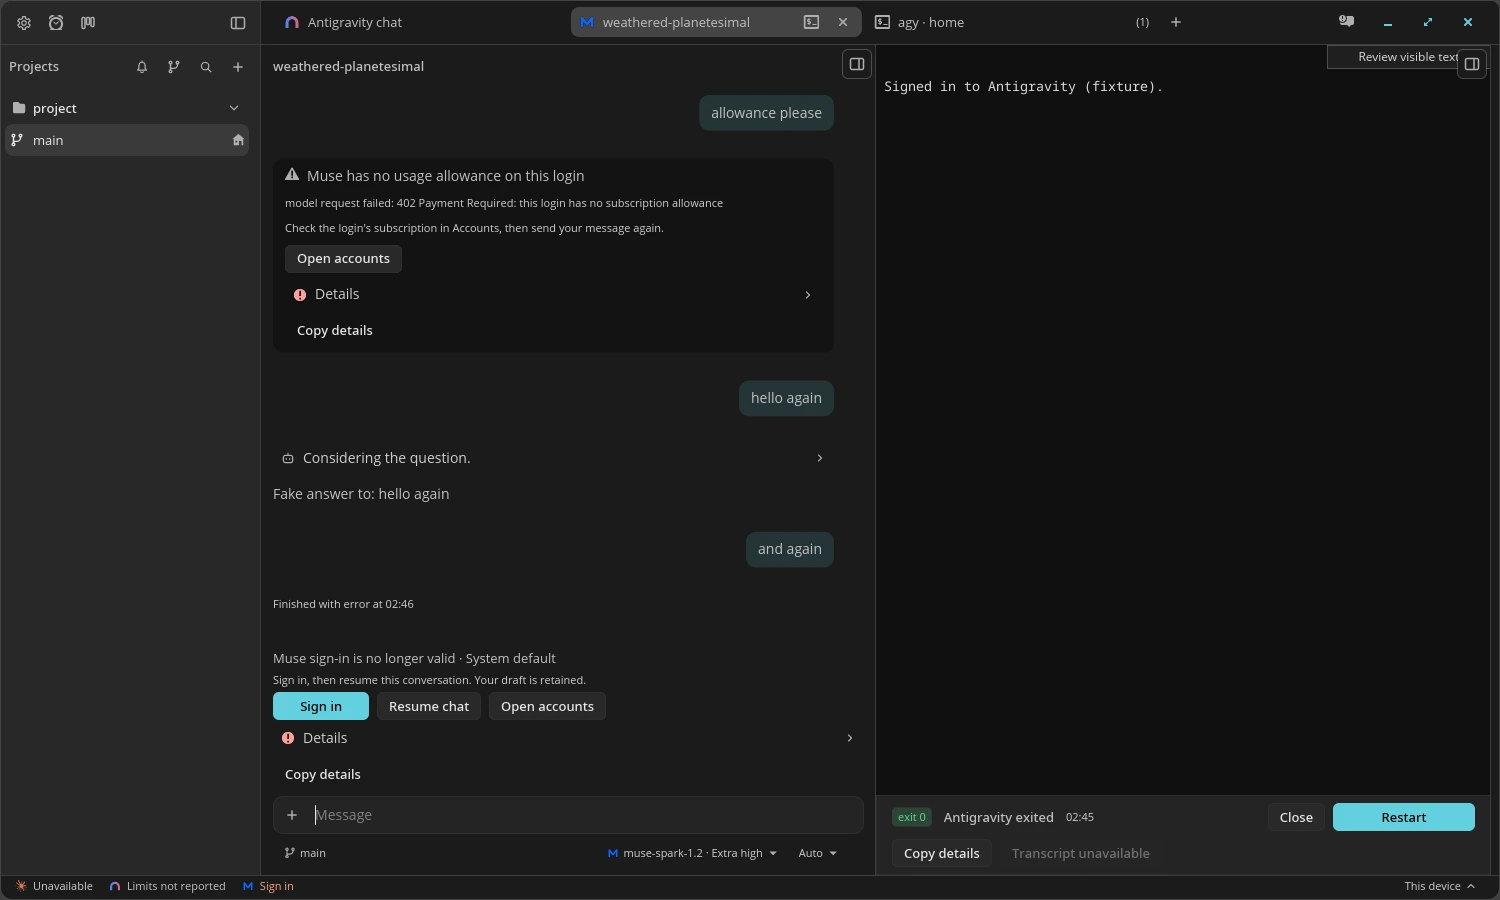 Antigravity chat
weathered-planetesimal
agy · home
(1)
Projects
project
main
weathered-planetesimal
allowance please
Muse has no usage allowance on this login
model request failed: 402 Payment Required: this login has no subscription allowance
Check the login's subscription in Accounts, then send your message again.
Open accounts
Details
Copy details
hello again
Considering the question.
Fake answer to: hello again
and again
Finished with error at 02:46
Muse sign-in is no longer valid · System default
Sign in, then resume this conversation. Your draft is retained.
Sign in
Resume chat
Open accounts
Details
Copy details
Message
main
muse-spark-1.2 · Extra high
Auto
Review visible text
Signed in to Antigravity (fixture).
exit 0
Antigravity exited
02:45
Close
Restart
Copy details
Transcript unavailable
Unavailable
Limits not reported
Sign in
This device